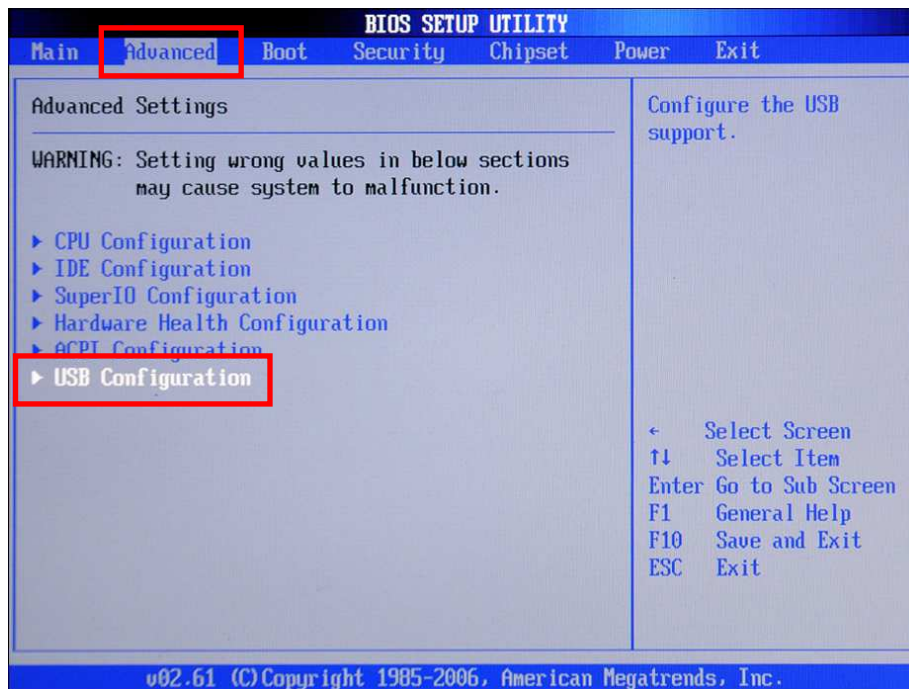 BIOS SETUP UTILITY
Main Advanced Boot Security Chipset Power Exit
Advanced Settings
WARNING: Setting wrong values in below sections
may cause system to malfunction.
▶ CPU Configuration
▶ IDE Configuration
▶ SuperIO Configuration
▶ Hardware Health Configuration
▶ ACPI Configuration
▶ USB Configuration
Configure the USB
support.
← Select Screen
↑↓ Select Item
Enter Go to Sub Screen
F1 General Help
F10 Save and Exit
ESC Exit
v02.61 (C)Copyright 1985-2006, American Megatrends, Inc.